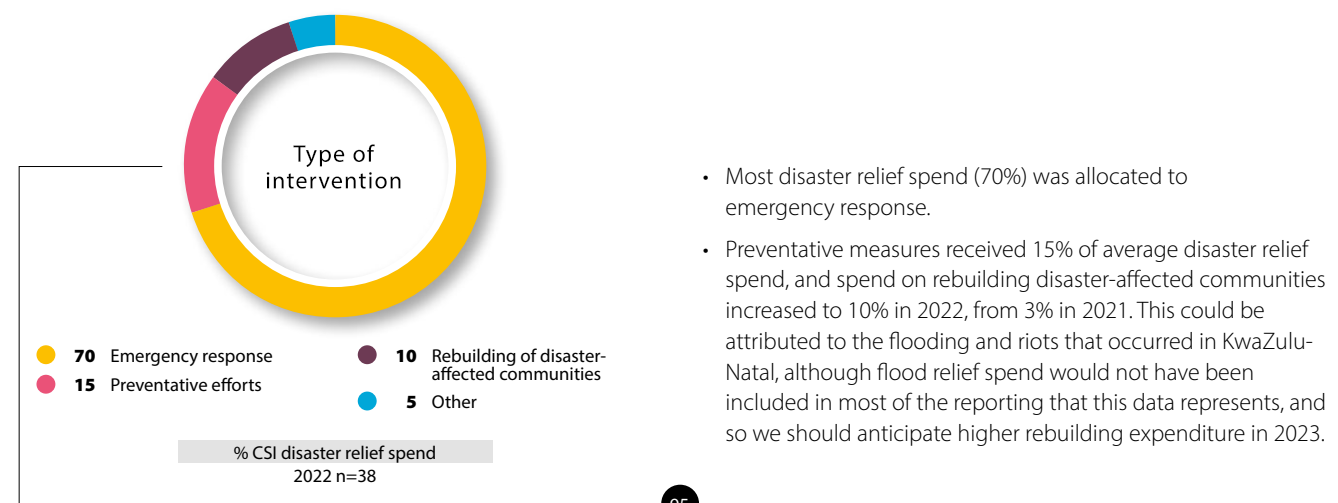 Type of
intervention
70 Emergency response
15 Preventative efforts
10 Rebuilding of disaster-
affected communities
5 Other
% CSI disaster relief spend
2022 n=38
• Most disaster relief spend (70%) was allocated to
emergency response.
• Preventative measures received 15% of average disaster relief
spend, and spend on rebuilding disaster-affected communities
increased to 10% in 2022, from 3% in 2021. This could be
attributed to the flooding and riots that occurred in KwaZulu-
Natal, although flood relief spend would not have been
included in most of the reporting that this data represents, and
so we should anticipate higher rebuilding expenditure in 2023.